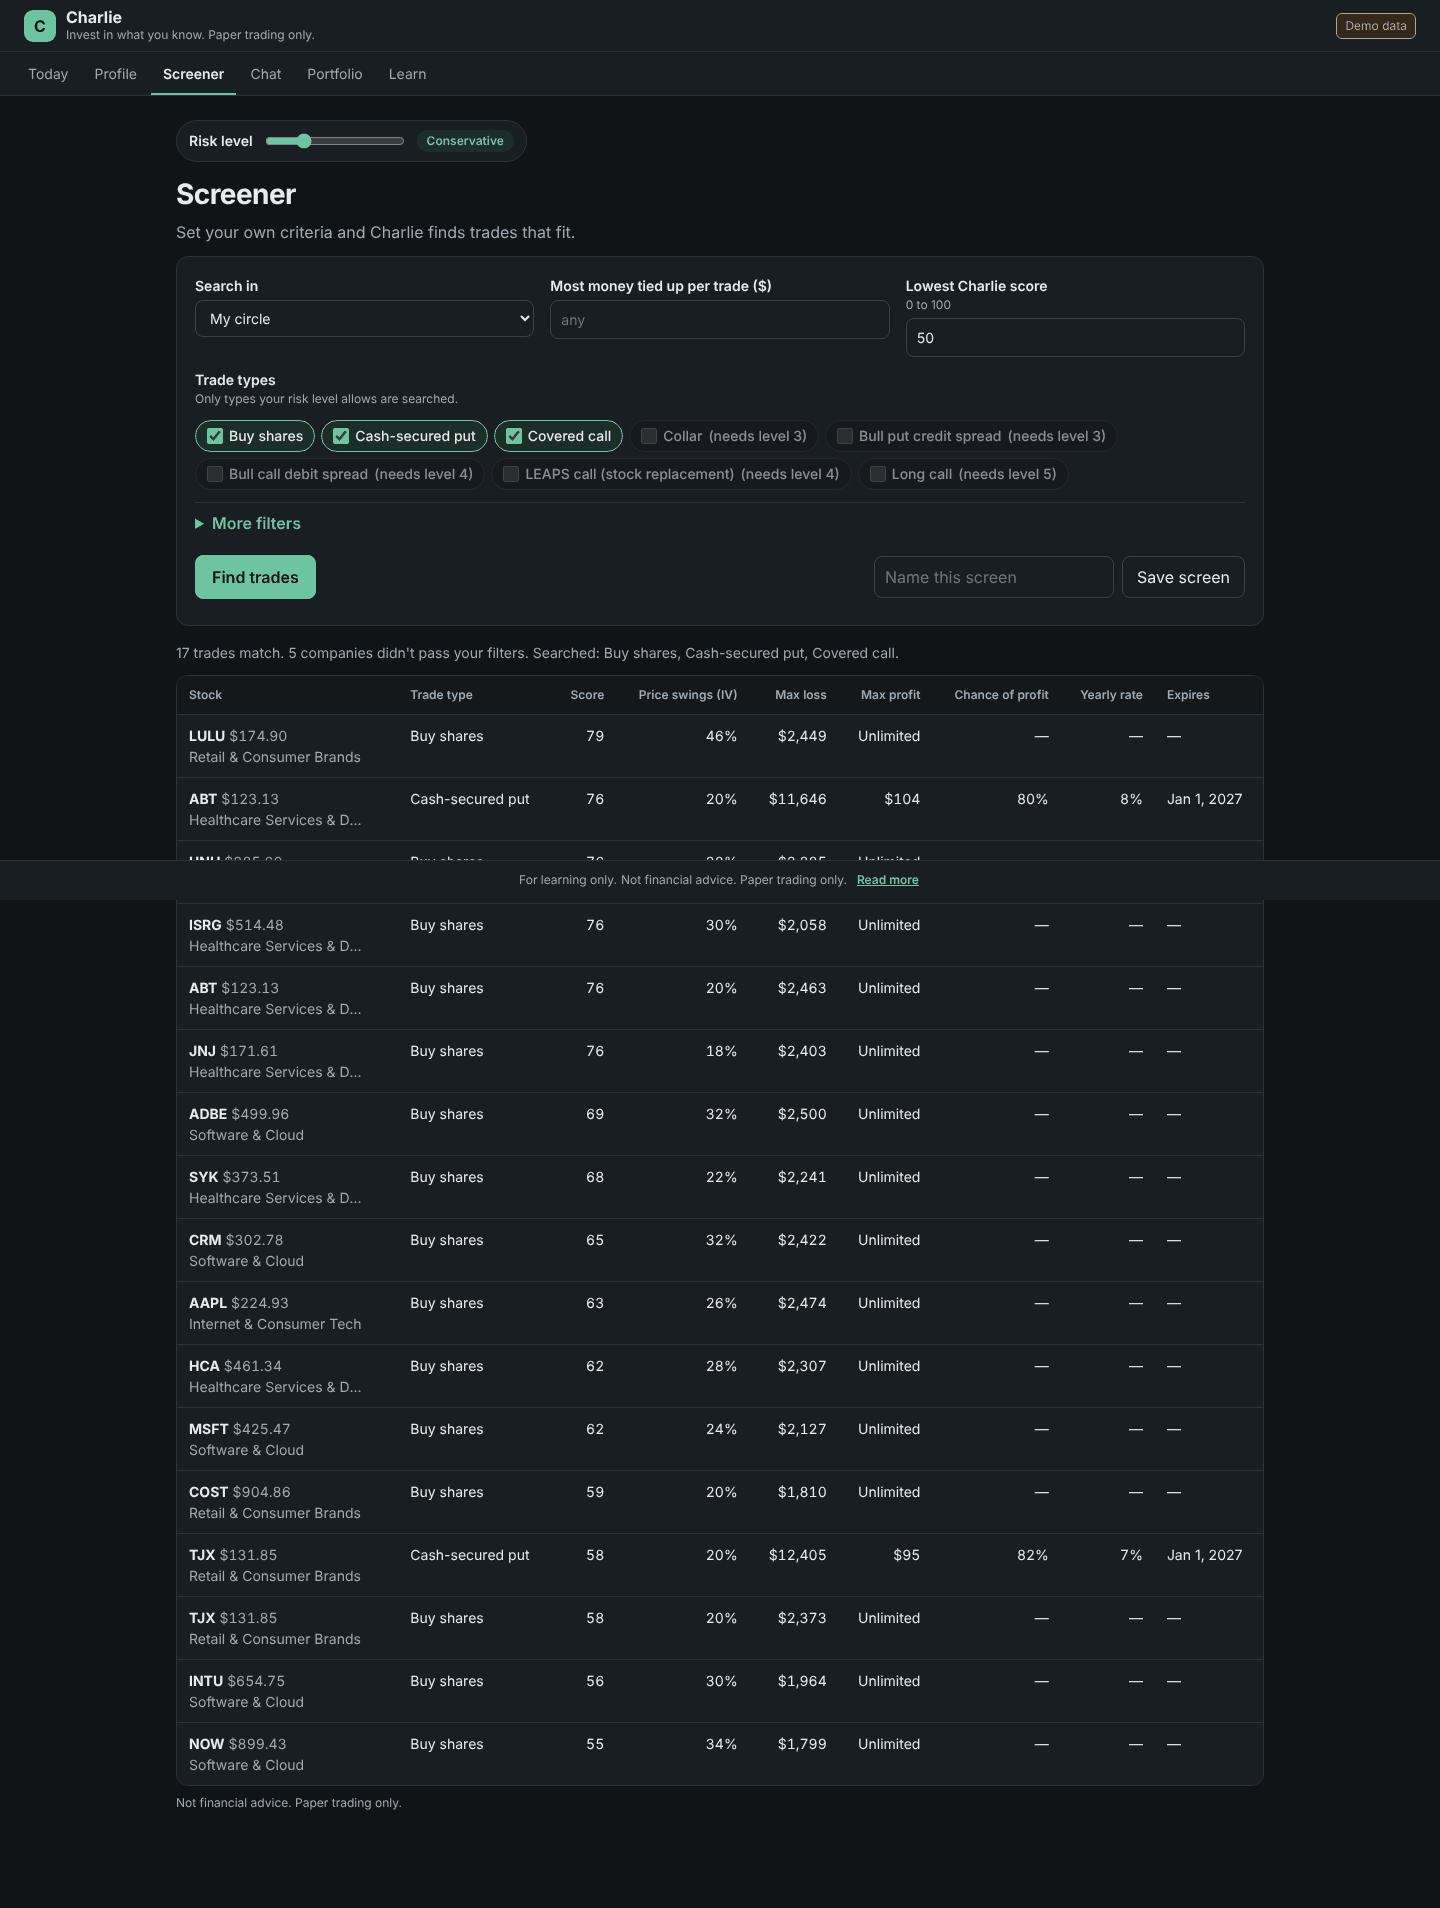 C
Charlie
Invest in what you know. Paper trading only.
Demo data
Today Profile Screener Chat Portfolio Learn
Risk level Conservative
Screener
Set your own criteria and Charlie finds trades that fit.
Search in Most money tied up per trade ($) Lowest Charlie score
0 to 100
My circle any 50
Trade types
Only types your risk level allows are searched.
Buy shares Cash-secured put Covered call Collar (needs level 3) Bull put credit spread (needs level 3)
Bull call debit spread (needs level 4) LEAPS call (stock replacement) (needs level 4) Long call (needs level 5)
More filters
Find trades Name this screen Save screen
17 trades match. 5 companies didn't pass your filters. Searched: Buy shares, Cash-secured put, Covered call.
Stock Trade type Score Price swings (IV) Max loss Max profit Chance of profit Yearly rate Expires
LULU $174.90 Buy shares 79 46% $2,449 Unlimited — — —
Retail & Consumer Brands
ABT $123.13 Cash-secured put 76 20% $11,646 $104 80% 8% Jan 1, 2027
Healthcare Services & D...
For learning only. Not financial advice. Paper trading only. Read more
ISRG $514.48 Buy shares 76 30% $2,058 Unlimited — — —
Healthcare Services & D...
ABT $123.13 Buy shares 76 20% $2,463 Unlimited — — —
Healthcare Services & D...
JNJ $171.61 Buy shares 76 18% $2,403 Unlimited — — —
Healthcare Services & D...
ADBE $499.96 Buy shares 69 32% $2,500 Unlimited — — —
Software & Cloud
SYK $373.51 Buy shares 68 22% $2,241 Unlimited — — —
Healthcare Services & D...
CRM $302.78 Buy shares 65 32% $2,422 Unlimited — — —
Software & Cloud
AAPL $224.93 Buy shares 63 26% $2,474 Unlimited — — —
Internet & Consumer Tech
HCA $461.34 Buy shares 62 28% $2,307 Unlimited — — —
Healthcare Services & D...
MSFT $425.47 Buy shares 62 24% $2,127 Unlimited — — —
Software & Cloud
COST $904.86 Buy shares 59 20% $1,810 Unlimited — — —
Retail & Consumer Brands
TJX $131.85 Cash-secured put 58 20% $12,405 $95 82% 7% Jan 1, 2027
Retail & Consumer Brands
TJX $131.85 Buy shares 58 20% $2,373 Unlimited — — —
Retail & Consumer Brands
INTU $654.75 Buy shares 56 30% $1,964 Unlimited — — —
Software & Cloud
NOW $899.43 Buy shares 55 34% $1,799 Unlimited — — —
Software & Cloud
Not financial advice. Paper trading only.